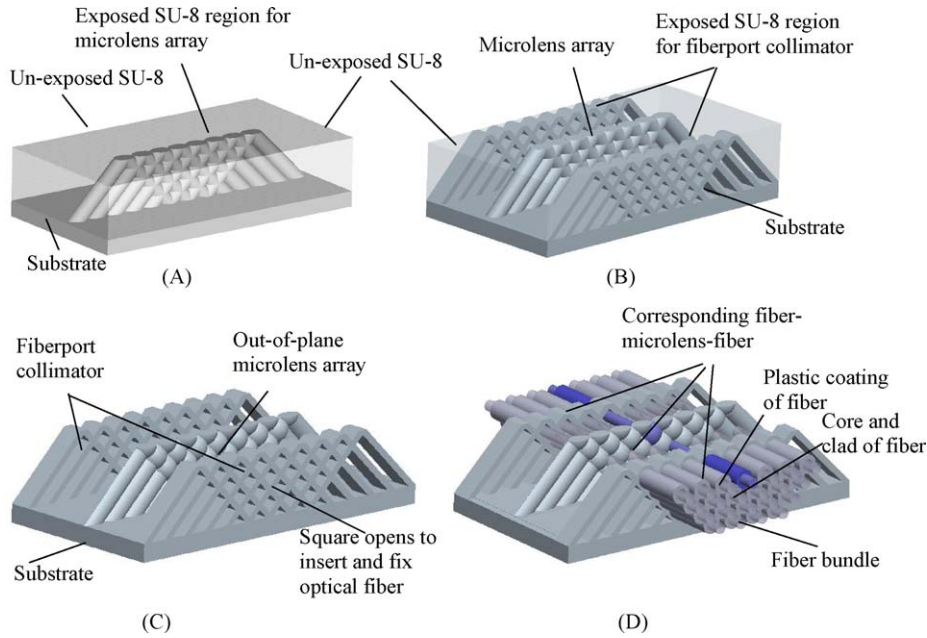 Exposed SU-8 region for
microlens array
Un-exposed SU-8
Un-exposed SU-8
Substrate
(A)
Microlens array
Exposed SU-8 region
for fiberport collimator
Substrate
(B)
Fiberport
collimator
Out-of-plane
microlens array
Square opens to
insert and fix
optical fiber
Substrate
(C)
Corresponding fiber-
microlens-fiber
Plastic coating
of fiber
Core and
clad of fiber
Fiber bundle
(D)